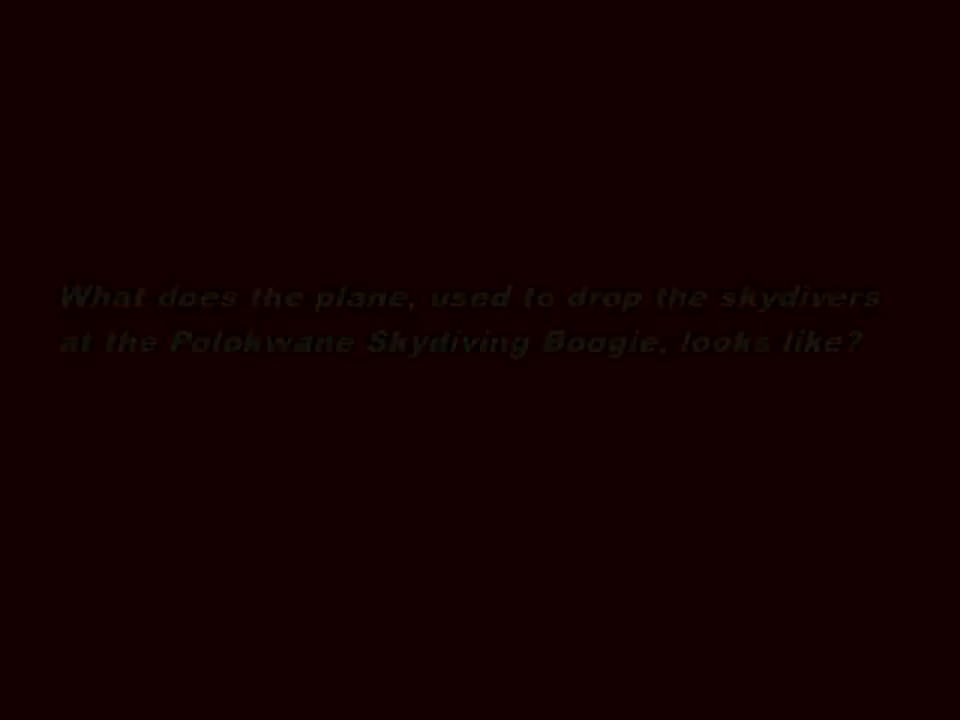 What does the plane, used to drop the skydivers
at the Polokwane Skydiving Boogie, looks like?